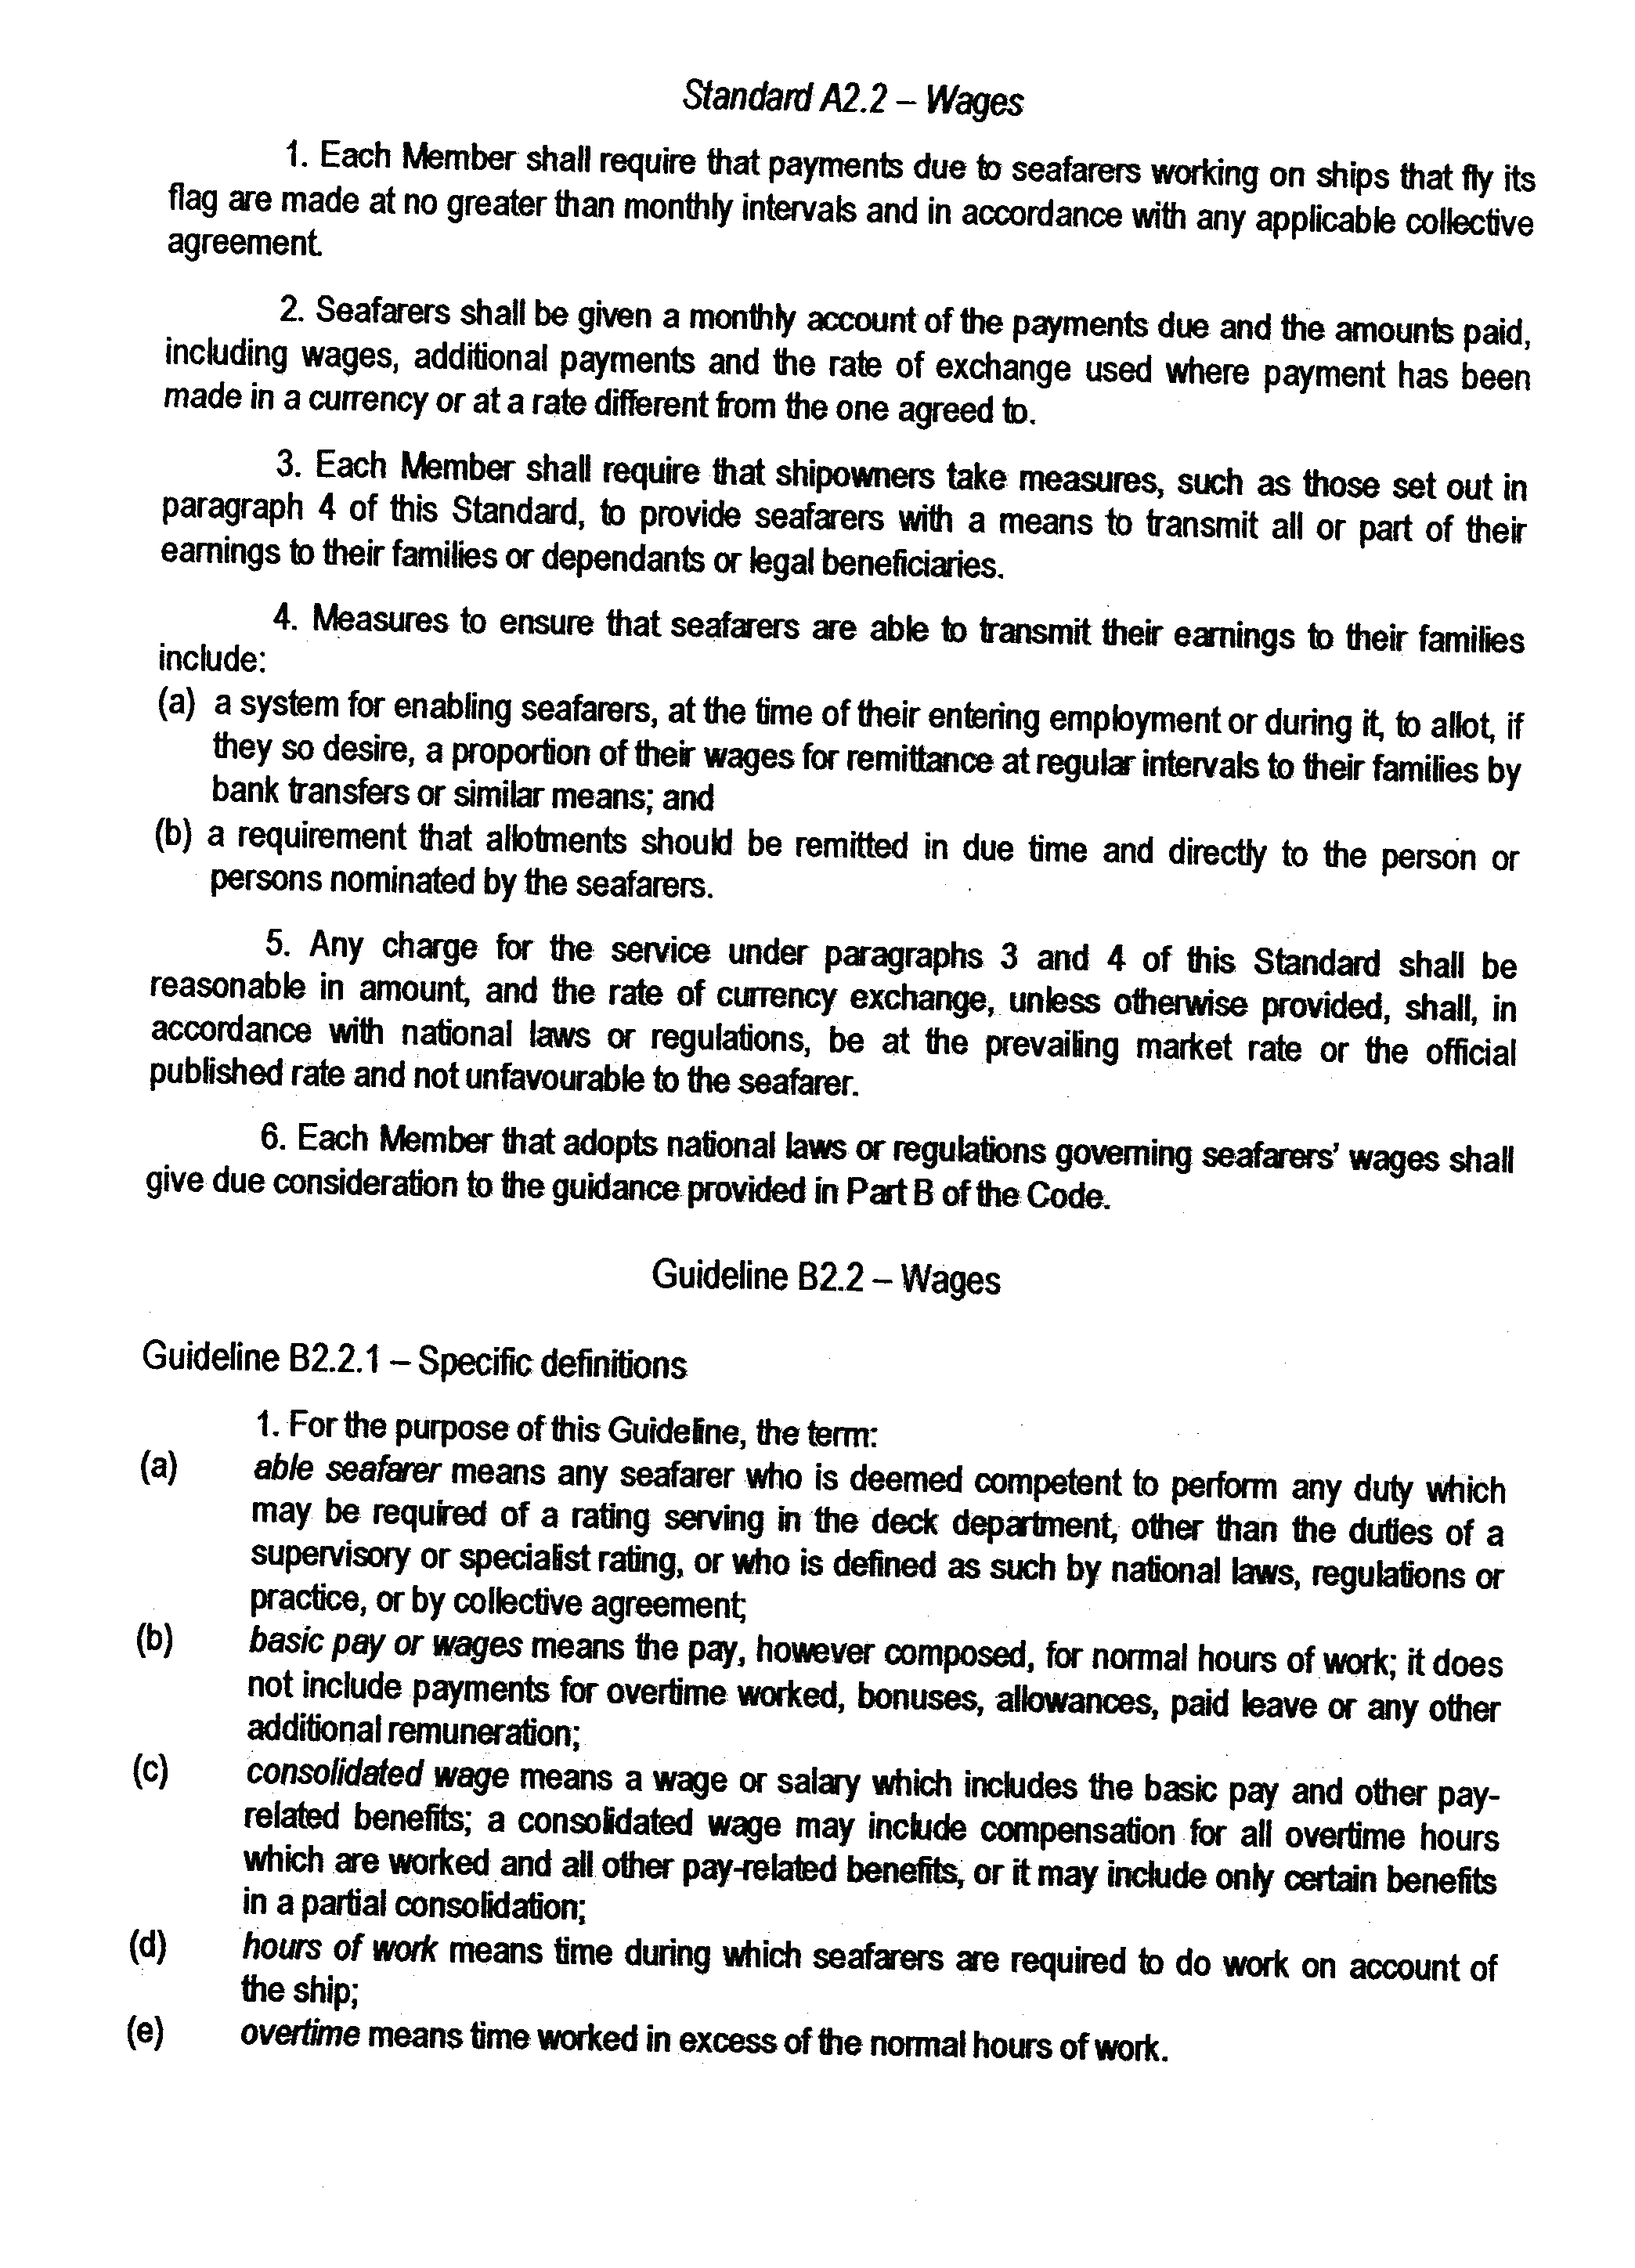 Standard A2.2 – Wages
1. Each Member shall require that payments due to seafarers working on ships that fly its
flag are made at no greater than monthly intervals and in accordance with any applicable collective
agreement.
2. Seafarers shall be given a monthly account of the payments due and the amounts paid,
including wages, additional payments and the rate of exchange used where payment has been
made in a currency or at a rate different from the one agreed to.
3. Each Member shall require that shipowners take measures, such as those set out in
paragraph 4 of this Standard, to provide seafarers with a means to transmit all or part of their
earnings to their families or dependants or legal beneficiaries.
4. Measures to ensure that seafarers are able to transmit their earnings to their families
include:
(a) a system for enabling seafarers, at the time of their entering employment or during it, to allot, if
they so desire, a proportion of their wages for remittance at regular intervals to their families by
bank transfers or similar means; and
(b) a requirement that allotments should be remitted in due time and directly to the person or
persons nominated by the seafarers.
5. Any charge for the service under paragraphs 3 and 4 of this Standard shall be
reasonable in amount, and the rate of currency exchange, unless otherwise provided, shall, in
accordance with national laws or regulations, be at the prevailing market rate or the official
published rate and not unfavourable to the seafarer.
6. Each Member that adopts national laws or regulations governing seafarers' wages shall
give due consideration to the guidance provided in Part B of the Code.
Guideline B2.2 – Wages
Guideline B2.2.1 – Specific definitions
1. For the purpose of this Guideline, the term:
(a) able seafarer means any seafarer who is deemed competent to perform any duty which
may be required of a rating serving in the deck department, other than the duties of a
supervisory or specialist rating, or who is defined as such by national laws, regulations or
practice, or by collective agreement;
(b) basic pay or wages means the pay, however composed, for normal hours of work; it does
not include payments for overtime worked, bonuses, allowances, paid leave or any other
additional remuneration;
(c) consolidated wage means a wage or salary which includes the basic pay and other pay-
related benefits; a consolidated wage may include compensation for all overtime hours
which are worked and all other pay-related benefits, or it may include only certain benefits
in a partial consolidation;
(d) hours of work means time during which seafarers are required to do work on account of
the ship;
(e) overtime means time worked in excess of the normal hours of work.